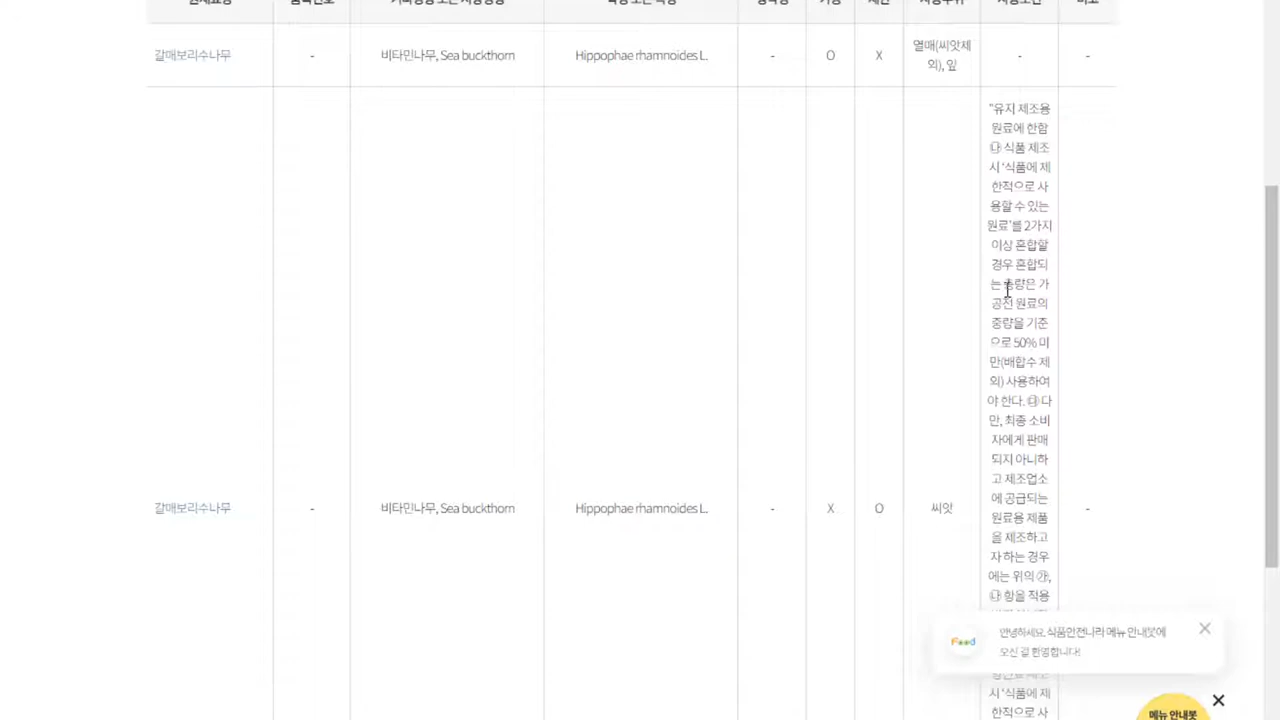 갈매보리수나무
-
비타민나무, Sea buckthorn
Hippophae rhamnoides L.
-
O
X
열매(씨앗제
외), 잎
-
-
갈매보리수나무
-
비타민나무, Sea buckthorn
Hippophae rhamnoides L.
-
X
O
씨앗
"유지 제조용
원료에 한함
㉯ 식품 제조
시 '식품에 제
한적으로 사
용할 수 있는
원료'를 2가지
이상 혼합할
경우 혼합되
는 총량은 가
공전 원료의
중량을 기준
으로 50% 미
만(배합수 제
외) 사용하여
야 한다. ㉰ 다
만, 최종 소비
자에게 판매
되지 아니하
고 제조업소
에 공급되는
원료용 제품
을 제조하고
자 하는 경우
에는 위의 ㉮,
㉯ 항을 적용
시 '식품에 제
한적으로 사
-
Food
안녕하세요. 식품안전나라 메뉴 안내봇에
오신 걸 환영합니다!
메뉴 안내봇